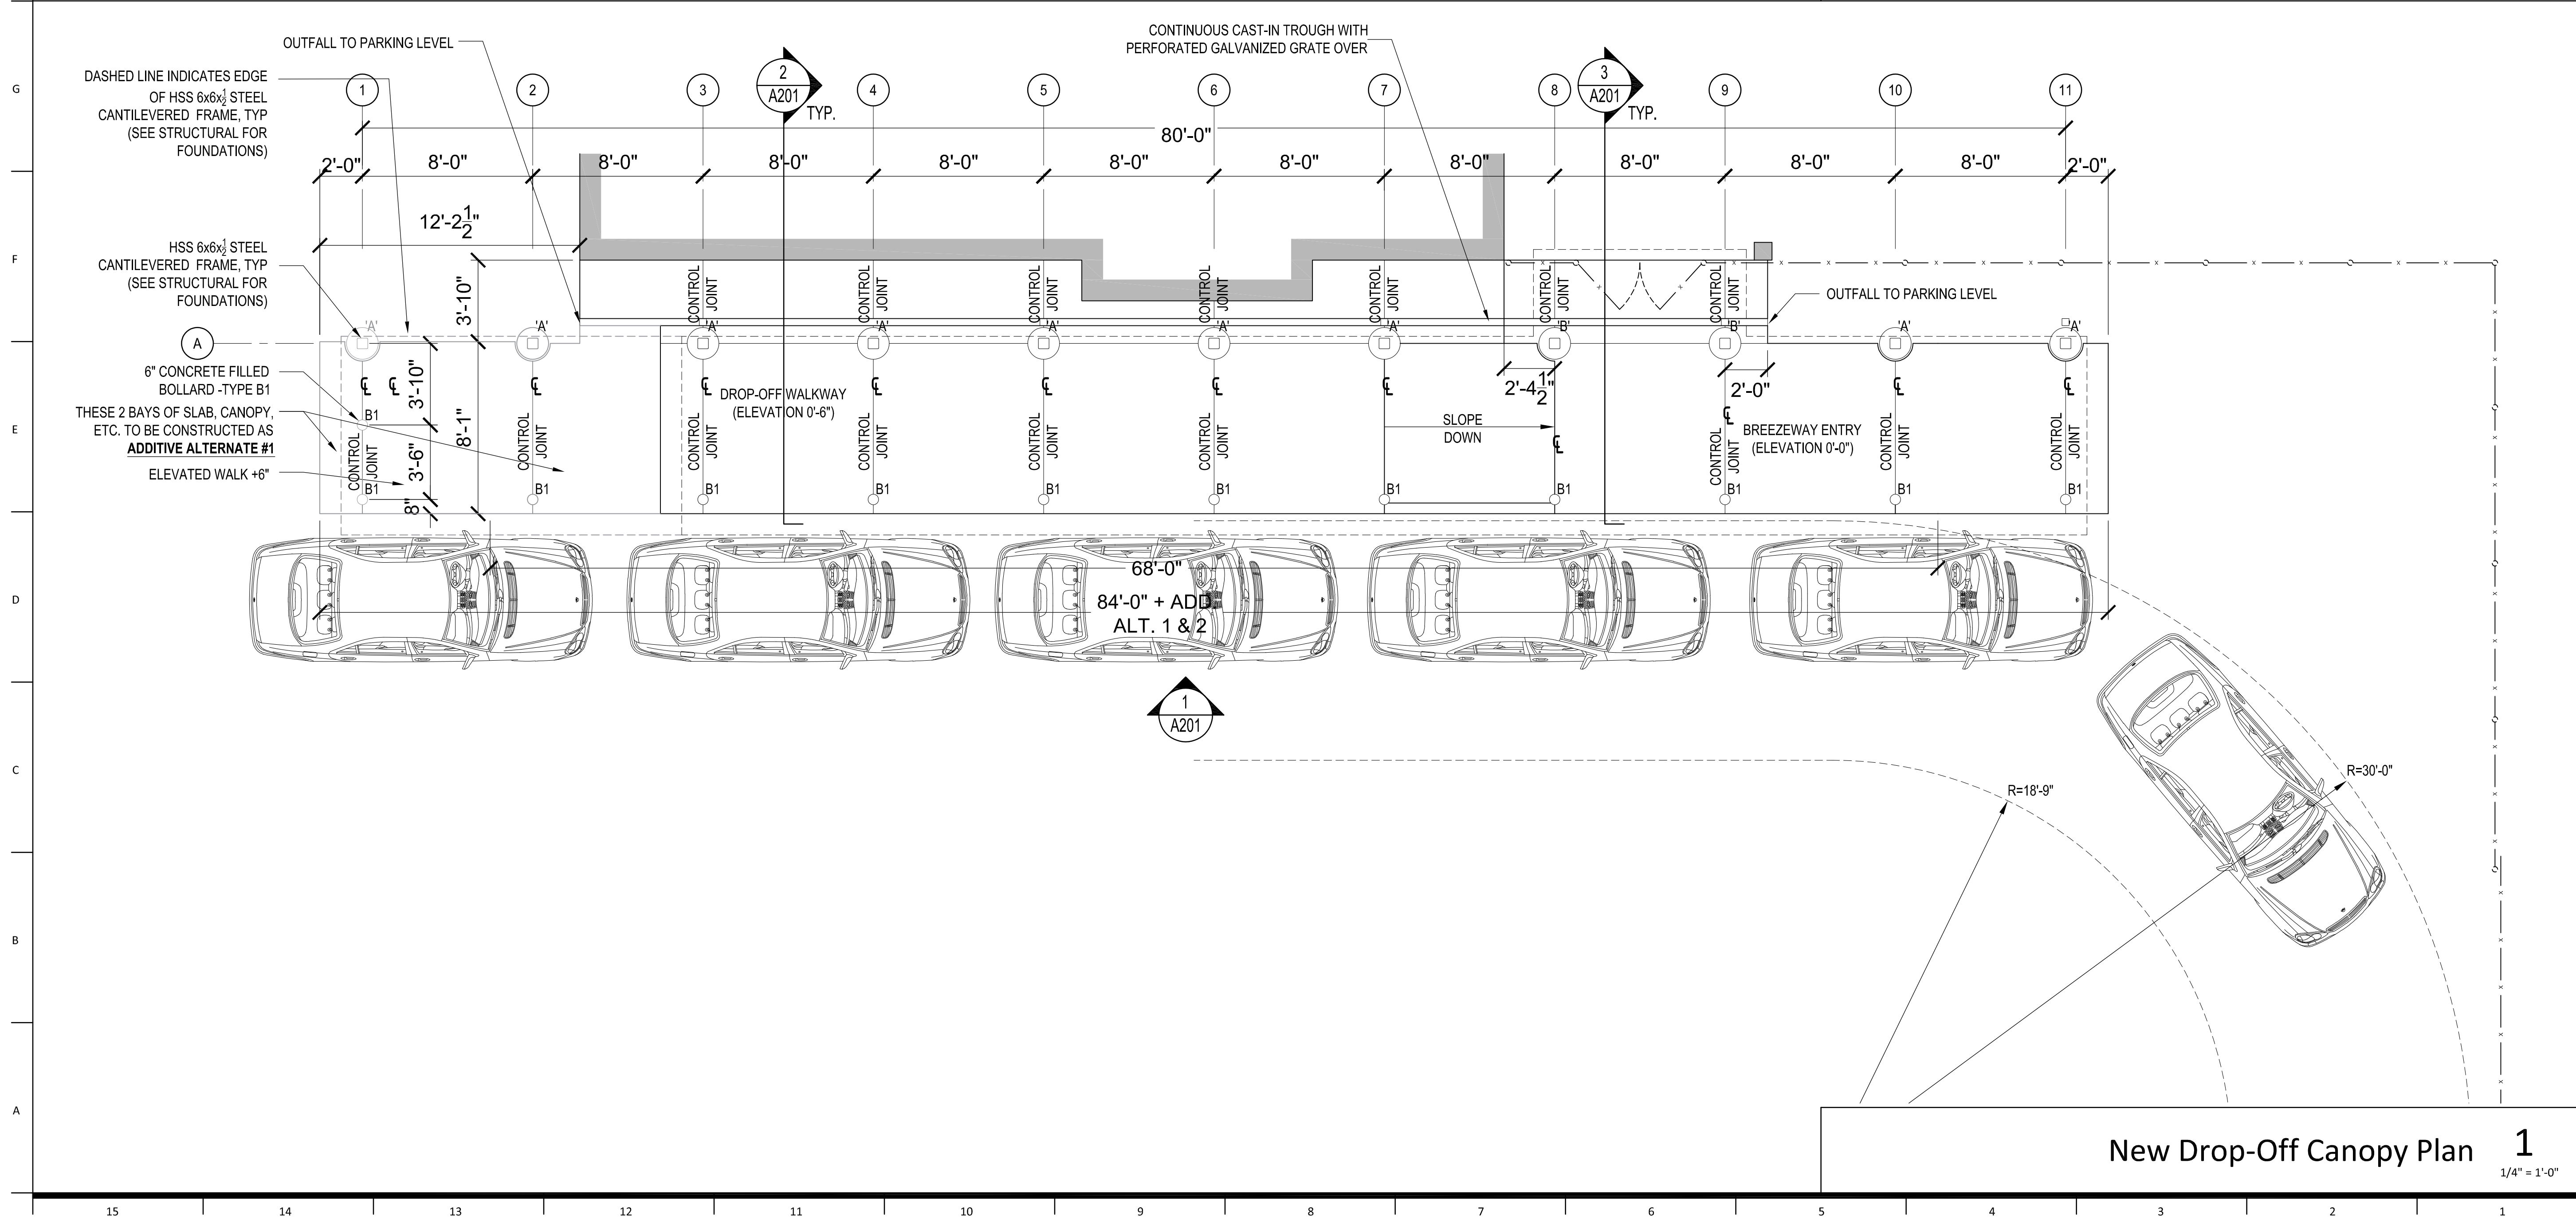 CONTINUOUS CAST-IN TROUGH WITH
PERFORATED GALVANIZED GRATE OVER
OUTFALL TO PARKING LEVEL
DASHED LINE INDICATES EDGE
OF HSS 6x6x1/2 STEEL
CANTILEVERED FRAME, TYP
(SEE STRUCTURAL FOR
FOUNDATIONS)
2
A201
TYP.
3
A201
TYP.
G
1
2
3
4
5
6
7
8
9
10
11
80'-0"
2'-0"
8'-0"
8'-0"
8'-0"
8'-0"
8'-0"
8'-0"
8'-0"
8'-0"
8'-0"
8'-0"
2'-0"
12'-2 1/2"
F
HSS 6x6x1/2 STEEL
CANTILEVERED FRAME, TYP
(SEE STRUCTURAL FOR
FOUNDATIONS)
3'-10"
CONTROL
JOINT
CONTROL
JOINT
CONTROL
JOINT
CONTROL
JOINT
CONTROL
JOINT
CONTROL
JOINT
CONTROL
JOINT
OUTFALL TO PARKING LEVEL
'A'
'A'
'A'
'A'
'A'
'A'
'A'
'B'
'B'
'A'
'A'
A
6" CONCRETE FILLED
BOLLARD -TYPE B1
THESE 2 BAYS OF SLAB, CANOPY,
ETC. TO BE CONSTRUCTED AS
ADDITIVE ALTERNATE #1
ELEVATED WALK +6"
3'-10"
3'-6"
8"
8'-1"
DROP-OFF WALKWAY
(ELEVATION 0'-6")
2'-4 1/2"
2'-0"
SLOPE
DOWN
BREEZEWAY ENTRY
(ELEVATION 0'-0")
E
CONTROL
JOINT
CONTROL
JOINT
CONTROL
JOINT
CONTROL
JOINT
CONTROL
JOINT
CONTROL
JOINT
CONTROL
JOINT
CONTROL
JOINT
CONTROL
JOINT
B1
B1
B1
B1
B1
B1
B1
B1
B1
B1
B1
B1
D
68'-0"
84'-0" + ADD
ALT. 1 & 2
1
A201
C
R=18'-9"
R=30'-0"
B
A
New Drop-Off Canopy Plan
1
1/4" = 1'-0"
15
14
13
12
11
10
9
8
7
6
5
4
3
2
1